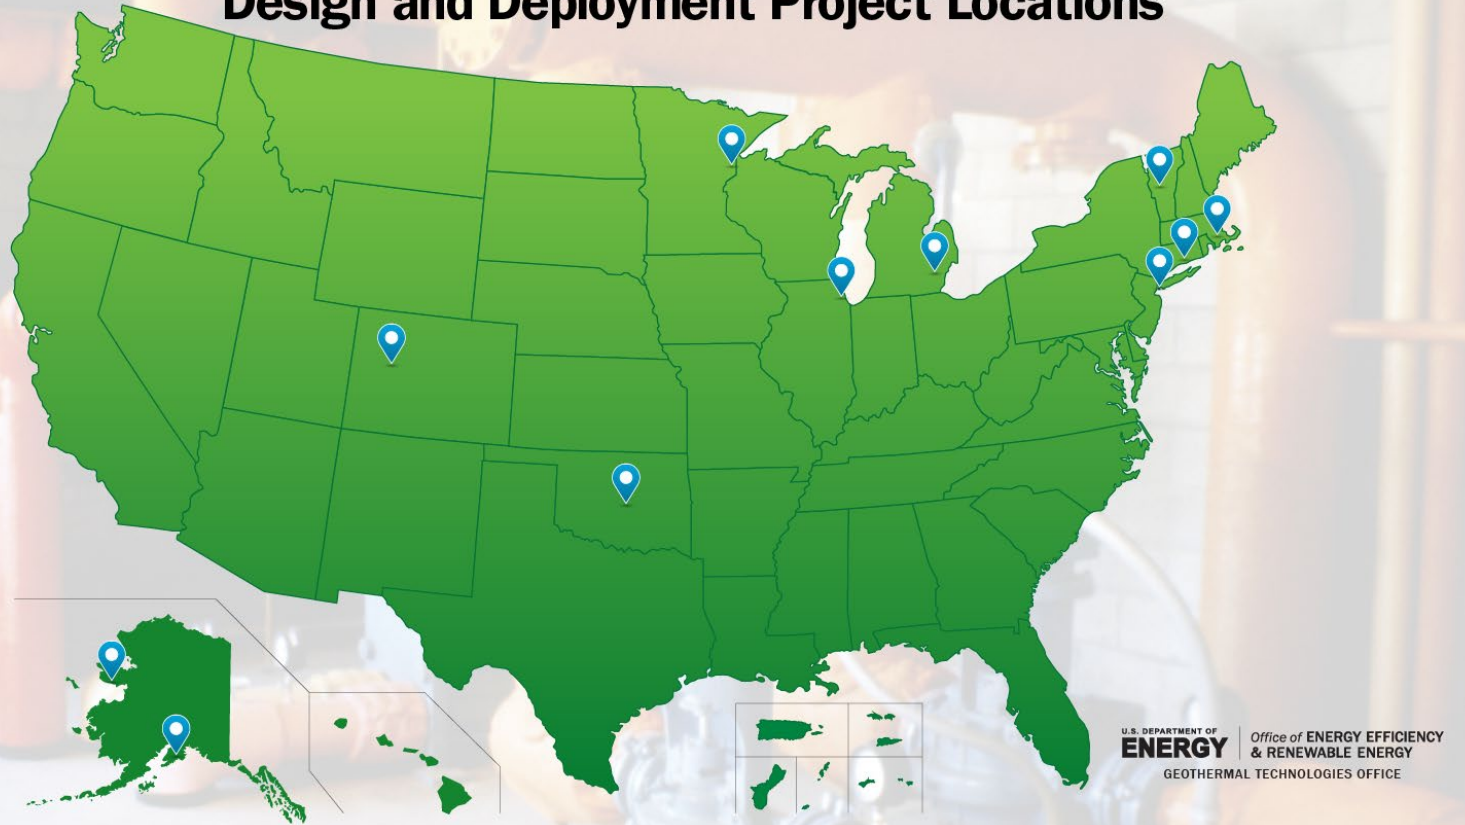 Design and Deployment Project Locations
U.S. DEPARTMENT OF
ENERGY
Office of ENERGY EFFICIENCY
& RENEWABLE ENERGY
GEOTHERMAL TECHNOLOGIES OFFICE